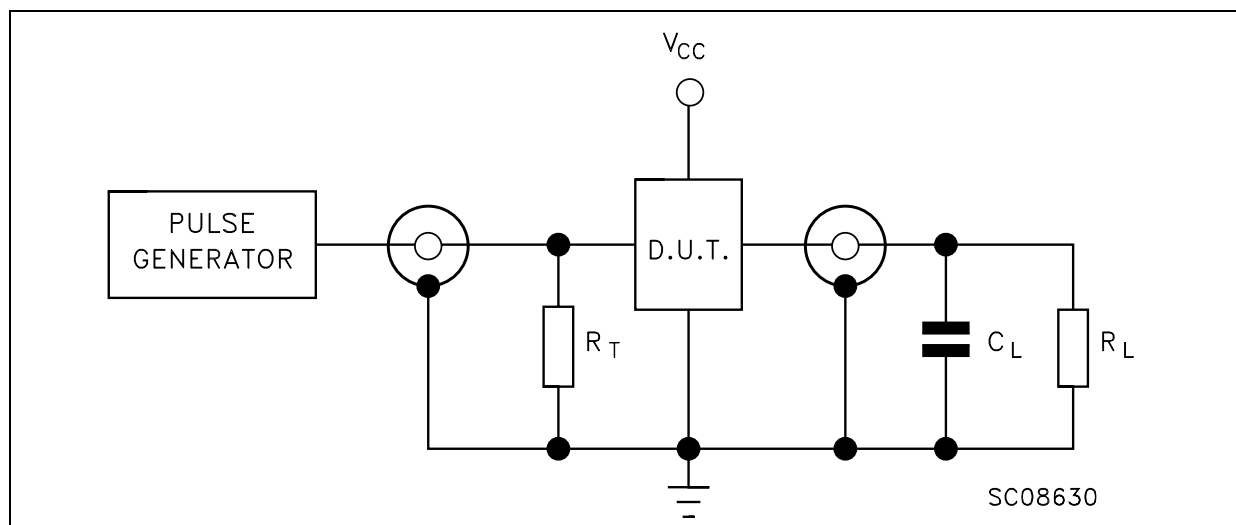 VCC
PULSE
GENERATOR
D.U.T.
RT
CL
RL
SC08630